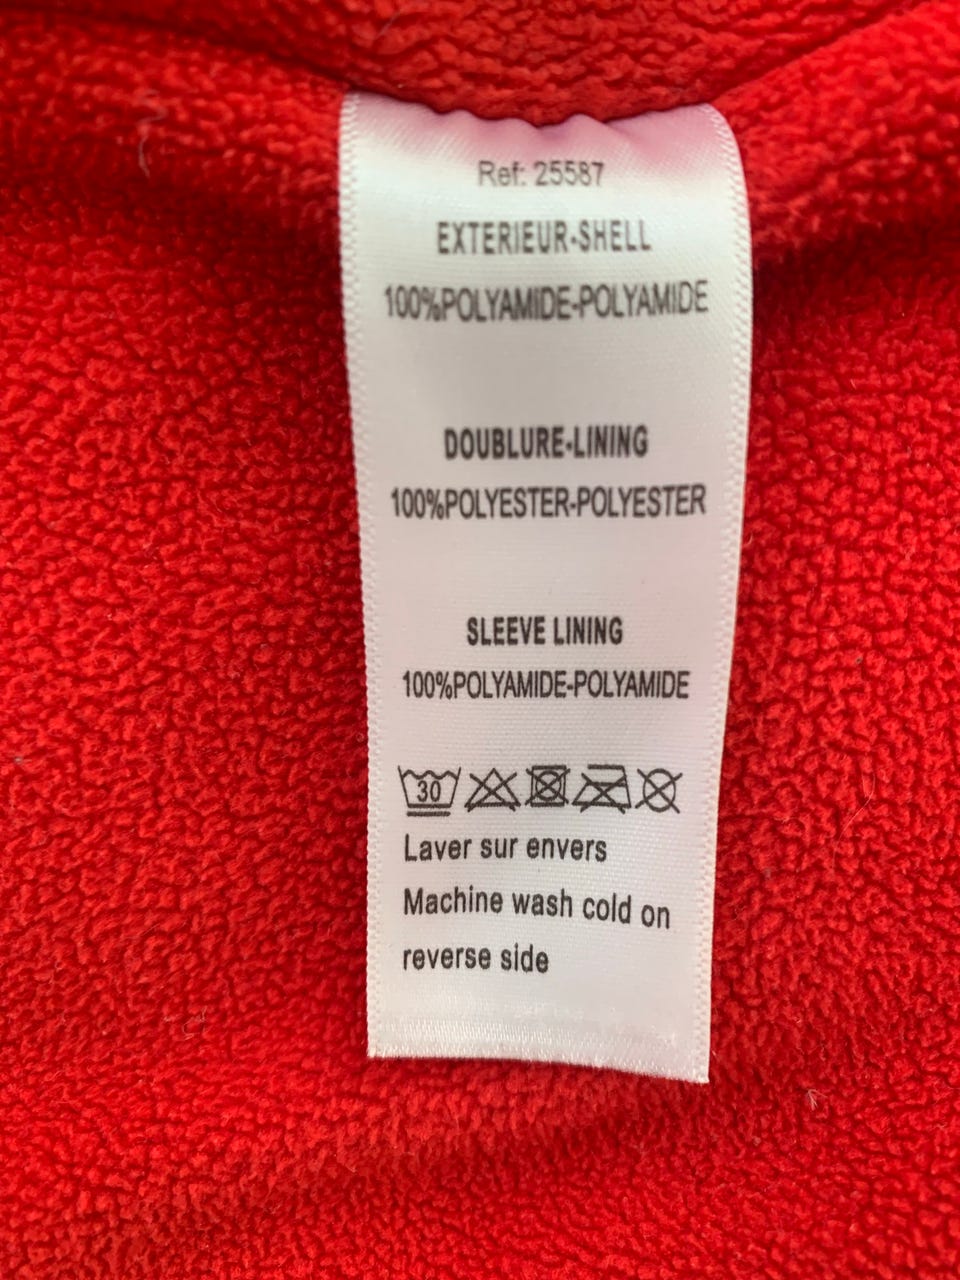 Ref: 25587
EXTERIEUR-SHELL
100%POLYAMIDE-POLYAMIDE
DOUBLURE-LINING
100%POLYESTER-POLYESTER
SLEEVE LINING
100%POLYAMIDE-POLYAMIDE
30
Laver sur envers
Machine wash cold on
reverse side